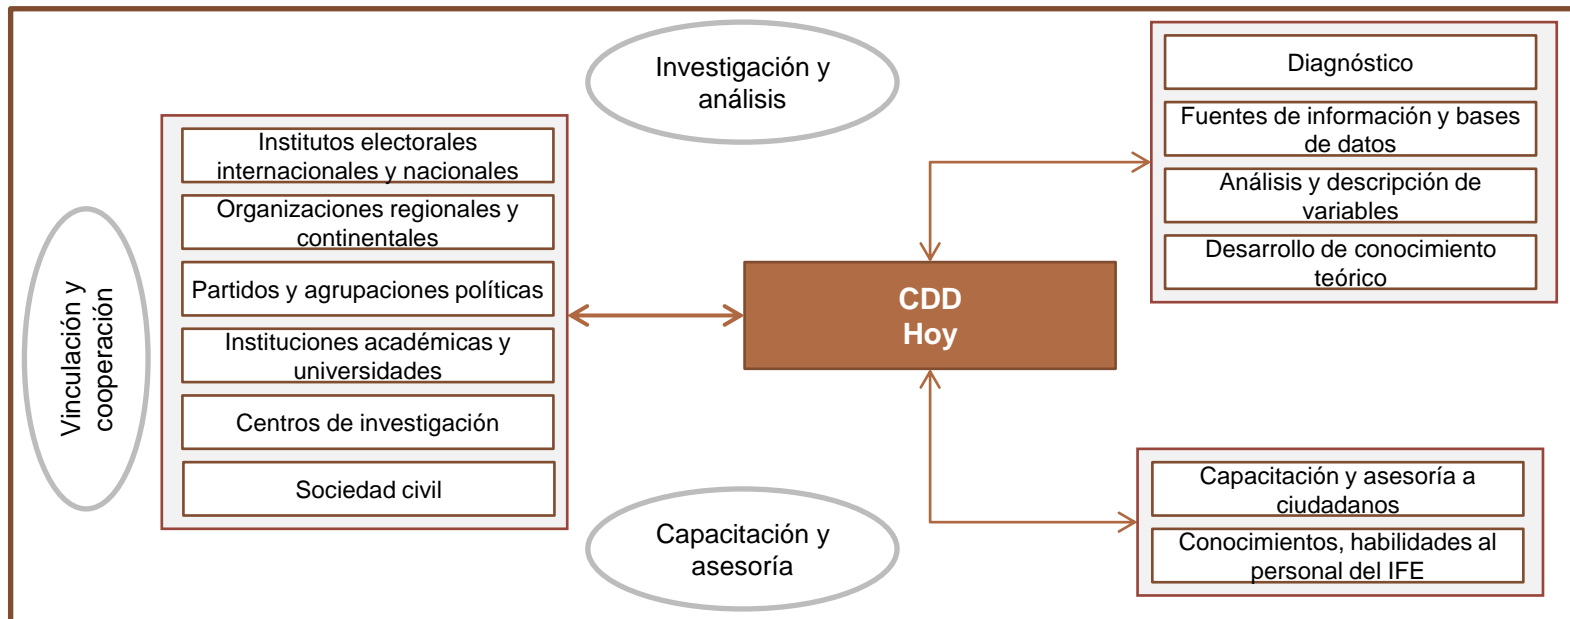 Investigación y
análisis
Diagnóstico
Fuentes de información y bases
de datos
Análisis y descripción de
variables
Desarrollo de conocimiento
teórico
Institutos electorales
internacionales y nacionales
Organizaciones regionales y
continentales
Partidos y agrupaciones políticas
Instituciones académicas y
universidades
Centros de investigación
Sociedad civil
Vinculación y
cooperación
CDD
Hoy
Capacitación y
asesoría
Capacitación y asesoría a
ciudadanos
Conocimientos, habilidades al
personal del IFE